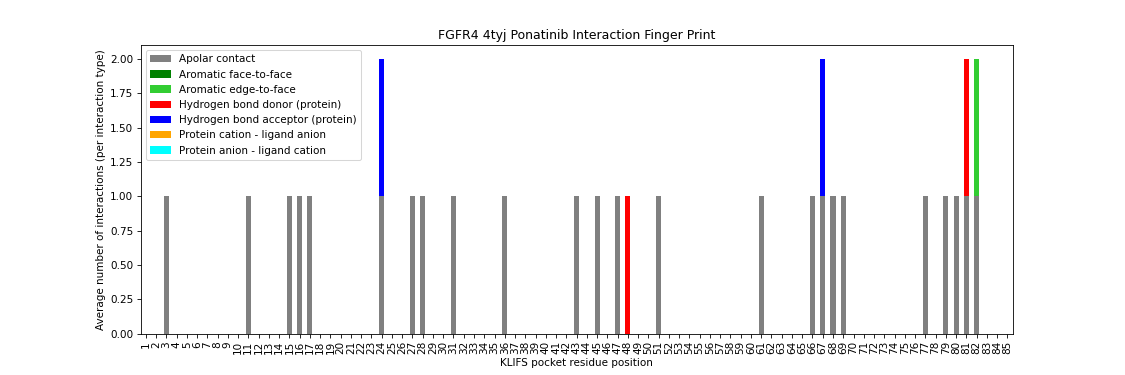 FGFR4 4tyj Ponatinib Interaction Finger Print
Average number of interactions (per interaction type)
2.00
1.75
1.50
1.25
1.00
0.75
0.50
0.25
0.00
Apolar contact
Aromatic face-to-face
Aromatic edge-to-face
Hydrogen bond donor (protein)
Hydrogen bond acceptor (protein)
Protein cation - ligand anion
Protein anion - ligand cation
1 2 3 4 5 6 7 8 9 10 11 12 13 14 15 16 17 18 19 20 21 22 23 24 25 26 27 28 29 30 31 32 33 34 35 36 37 38 39 40 41 42 43 44 45 46 47 48 49 50 51 52 53 54 55 56 57 58 59 60 61 62 63 64 65 66 67 68 69 70 71 72 73 74 75 76 77 78 79 80 81 82 83 84 85
KLIFS pocket residue position